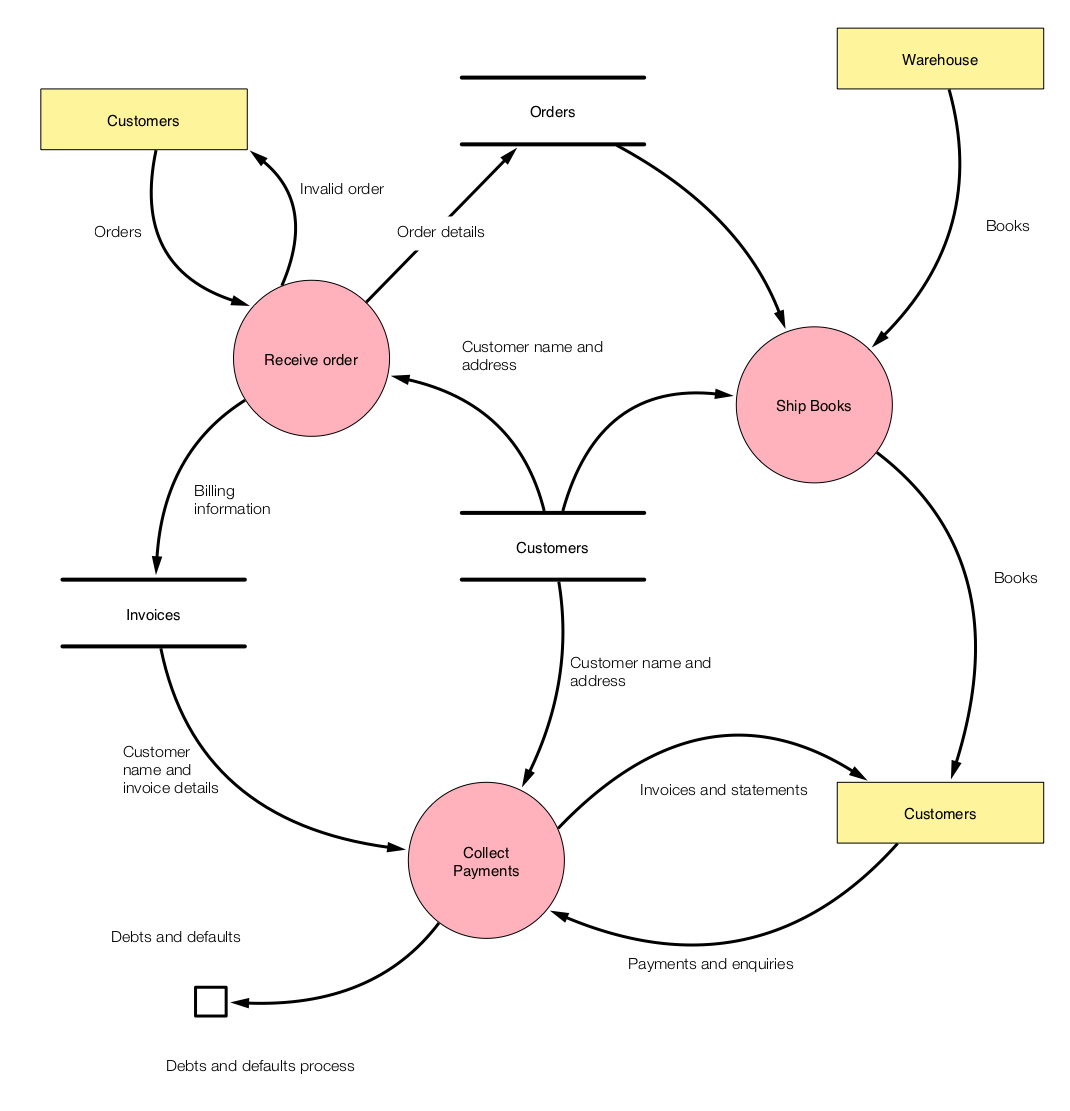 Warehouse
Customers
Orders
Invalid order
Orders
Order details
Books
Customer name and
address
Receive order
Ship Books
Billing
information
Customers
Books
Invoices
Customer name and
address
Customer
name and
invoice details
Invoices and statements
Customers
Collect
Payments
Debts and defaults
Payments and enquiries
Debts and defaults process